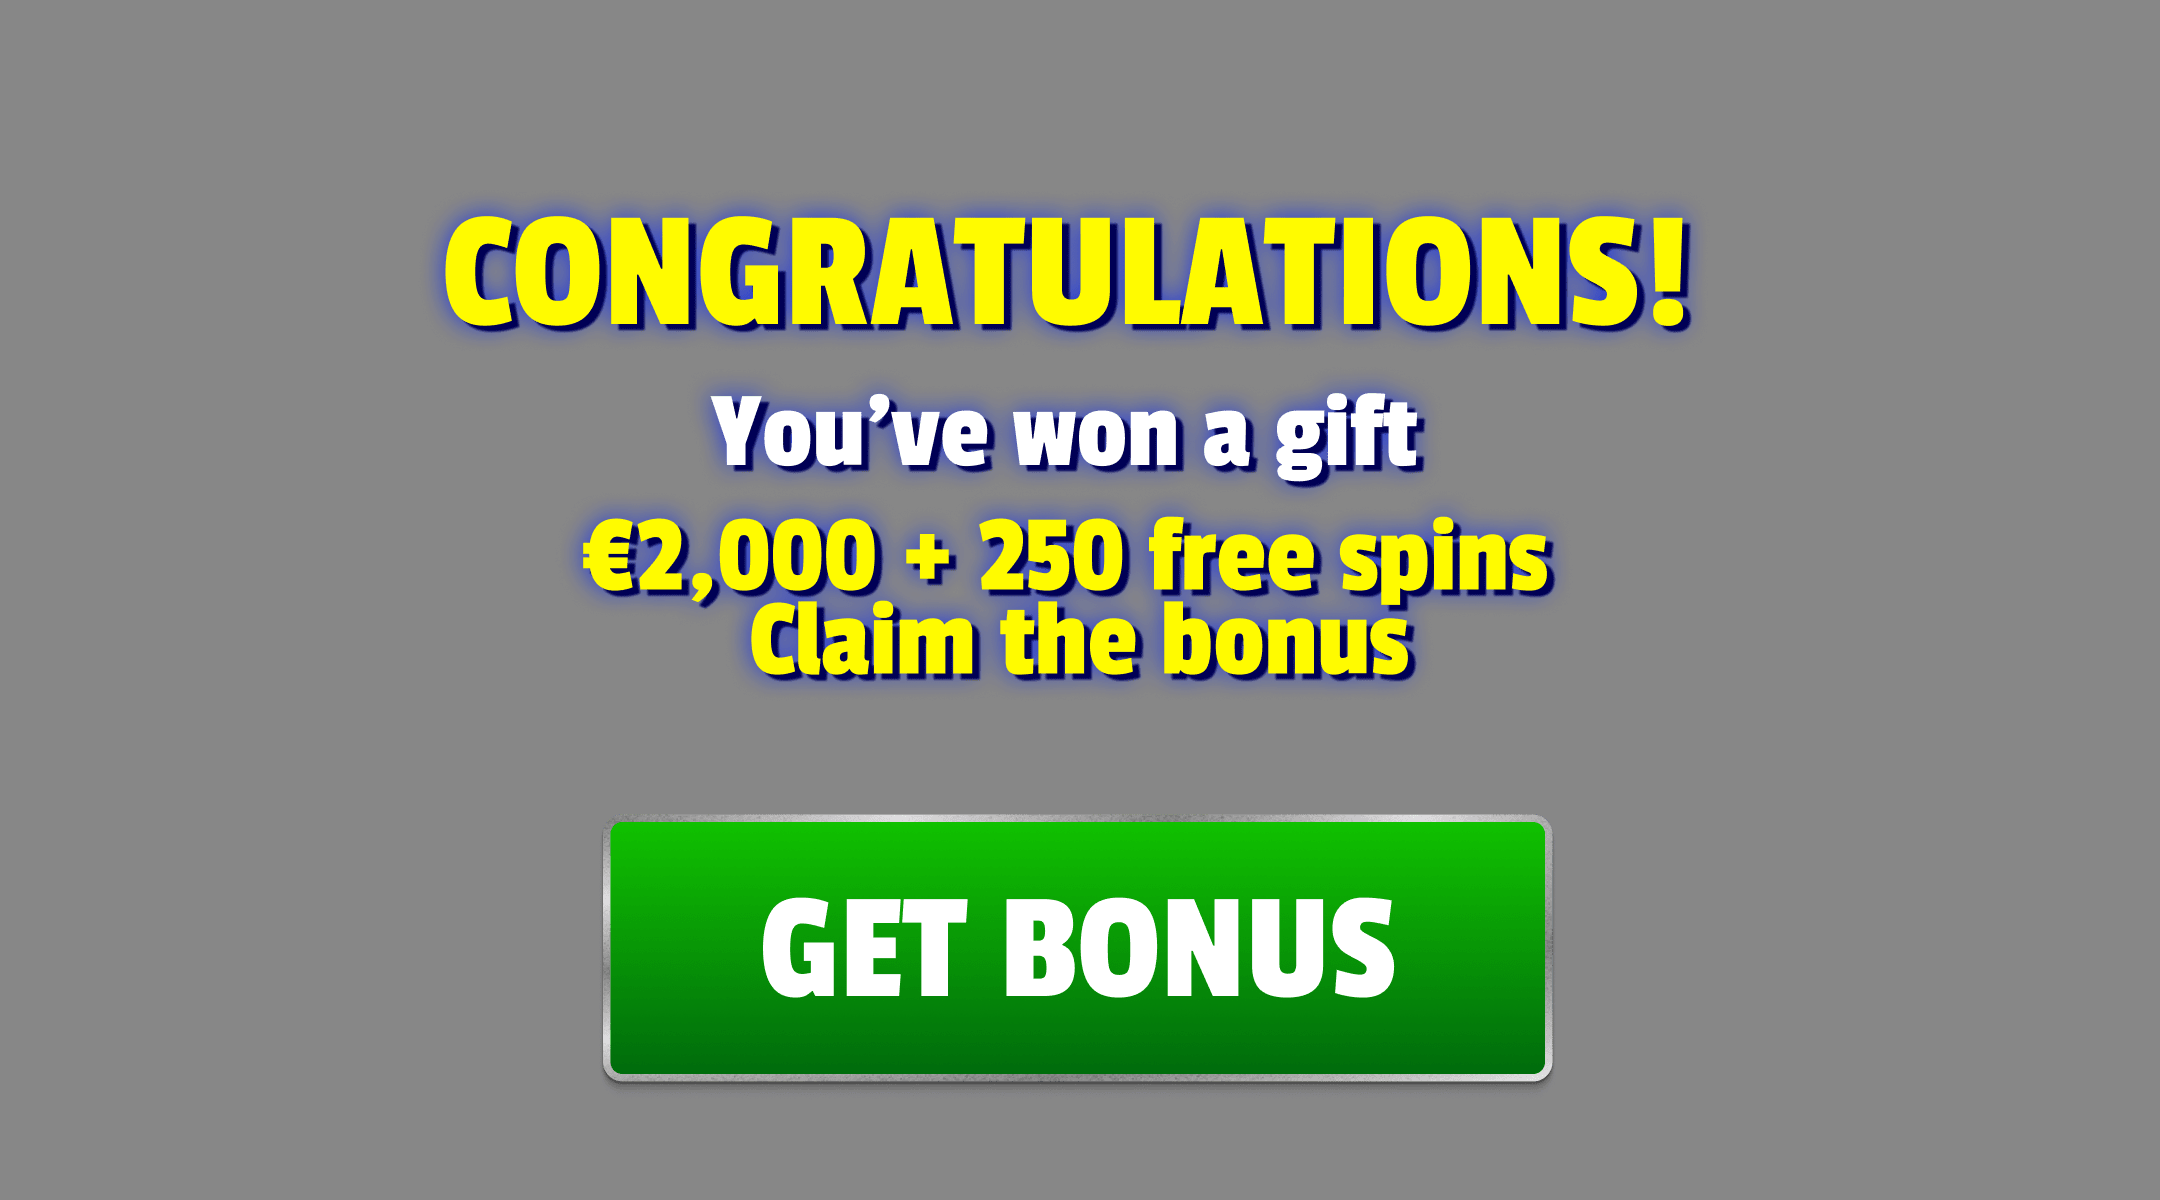 CONGRATULATIONS!
You’ve won a gift
€2,000 + 250 free spins
Claim the bonus
GET BONUS